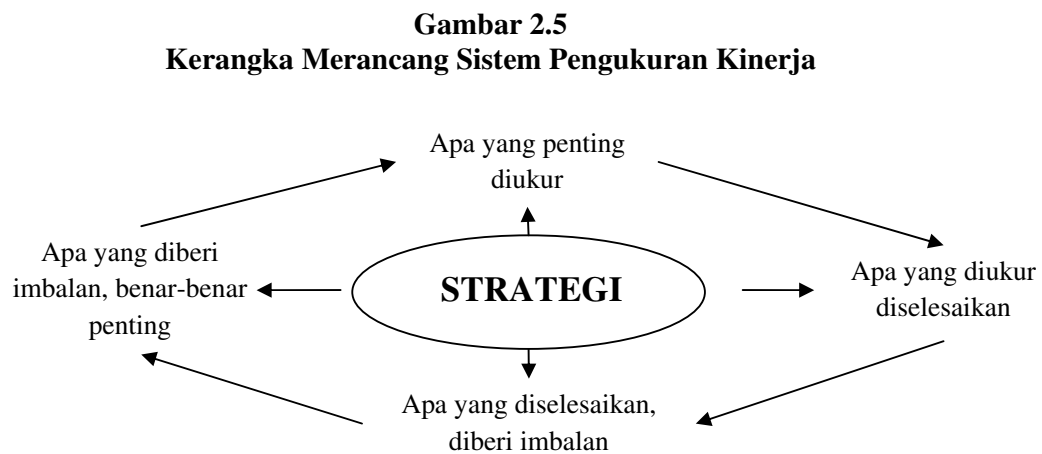 Gambar 2.5
Kerangka Merancang Sistem Pengukuran Kinerja
Apa yang penting
diukur
Apa yang diberi
imbalan, benar-benar
penting
STRATEGI
Apa yang diukur
diselesaikan
Apa yang diselesaikan,
diberi imbalan